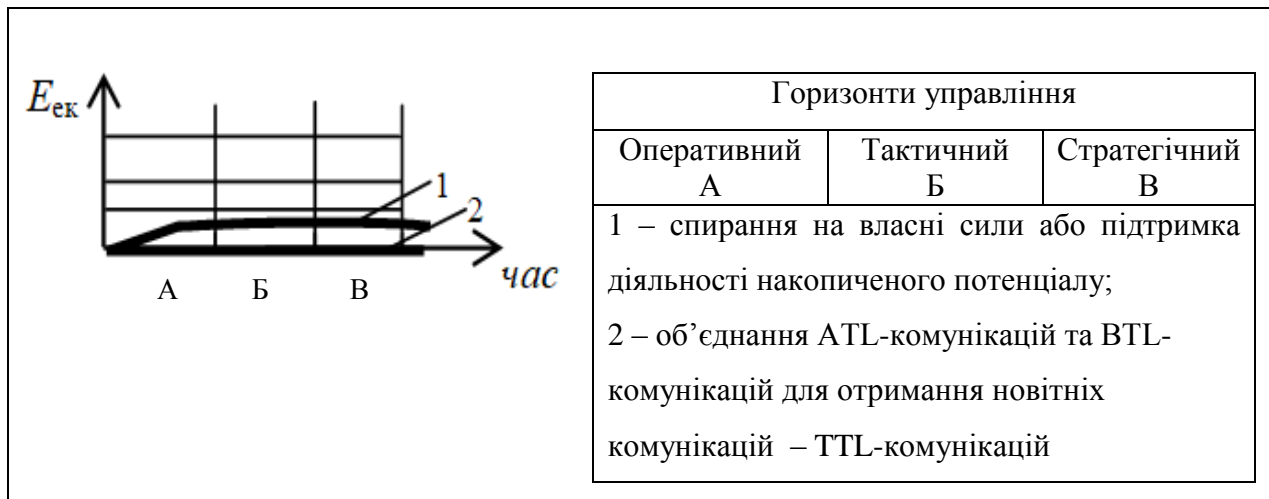 Eек
1
2
час
А Б В
Горизонти управління
Оперативний Тактичний Стратегічний
А Б В
1 – спирання на власні сили або підтримка
діяльності накопиченого потенціалу;
2 – об’єднання ATL-комунікацій та BTL-
комунікацій для отримання новітніх
комунікацій – TTL-комунікацій